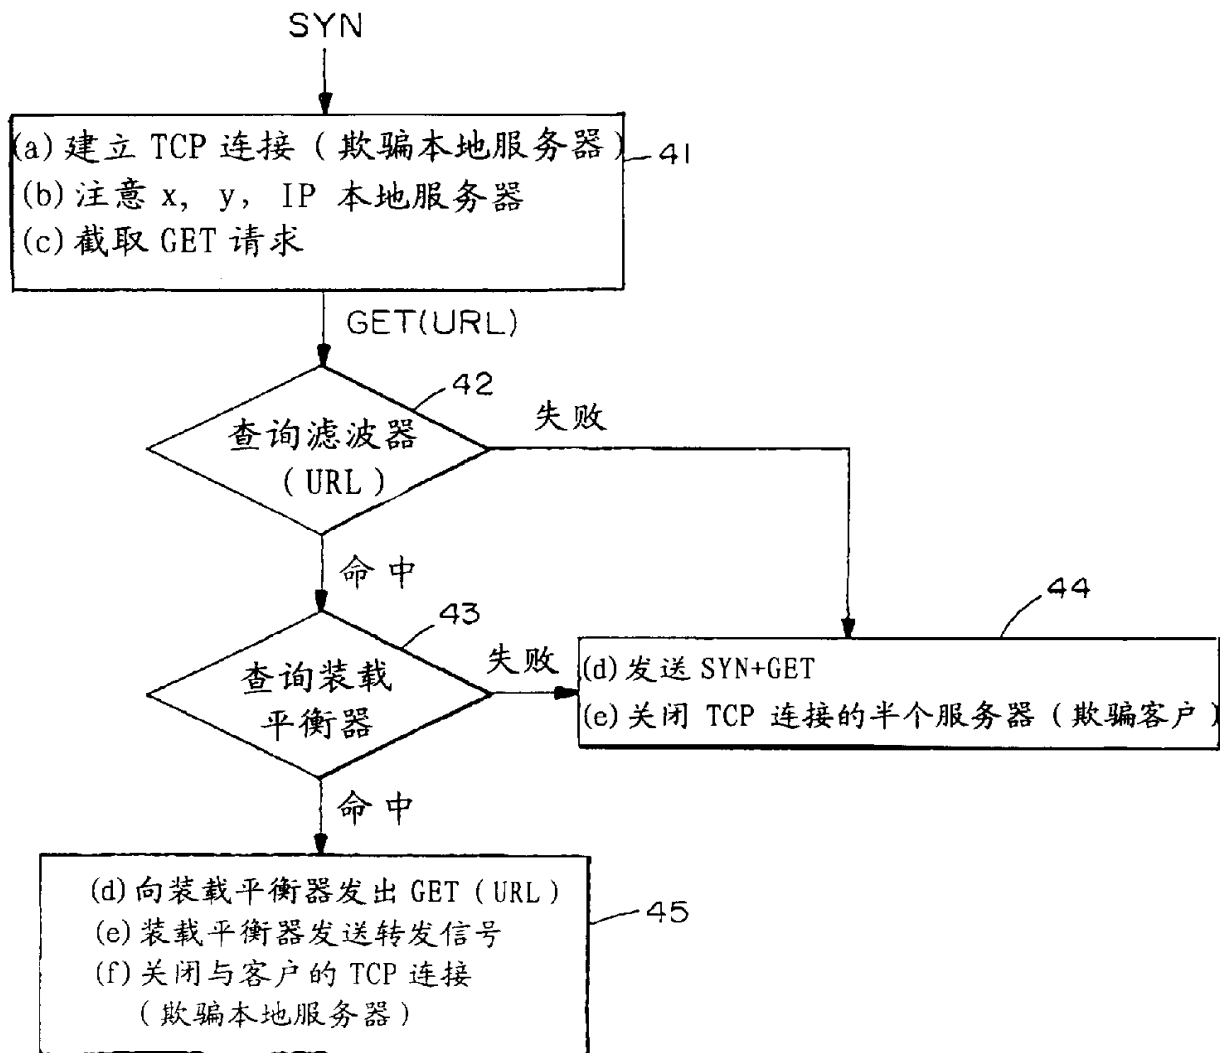 SYN
(a)建立 TCP 连接（欺骗本地服务器）
41
(b)注意 x, y, IP 本地服务器
(c)截取 GET 请求
GET(URL)
42
失败
查询滤波器
（URL）
命中
43
44
查询装载
平衡器
失败
(d)发送 SYN+GET
(e)关闭 TCP 连接的半个服务器（欺骗客户）
命中
(d)向装载平衡器发出 GET（URL）
(e)装载平衡器发送转发信号
45
(f)关闭与客户的 TCP 连接
（欺骗本地服务器）